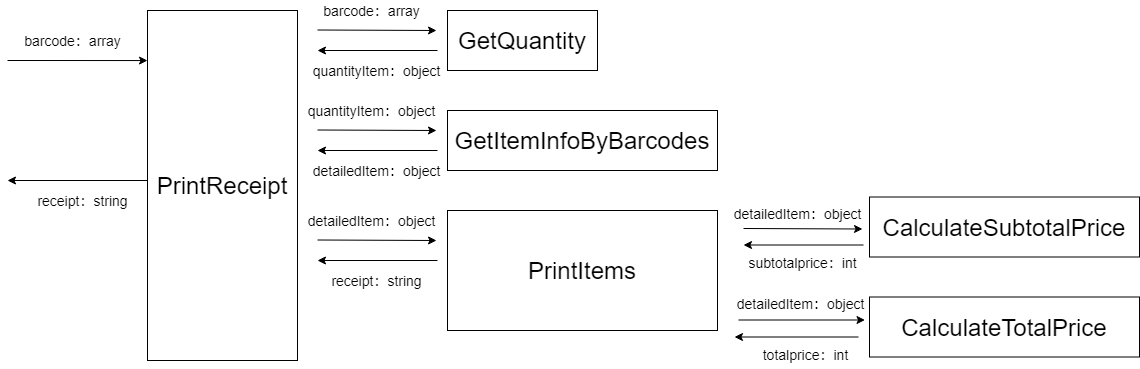 barcode: array
receipt: string
PrintReceipt
barcode: array
quantityItem: object
GetQuantity
quantityItem: object
detailedItem: object
GetItemInfoByBarcodes
detailedItem: object
receipt: string
PrintItems
detailedItem: object
subtotalprice: int
CalculateSubtotalPrice
detailedItem: object
totalprice: int
CalculateTotalPrice